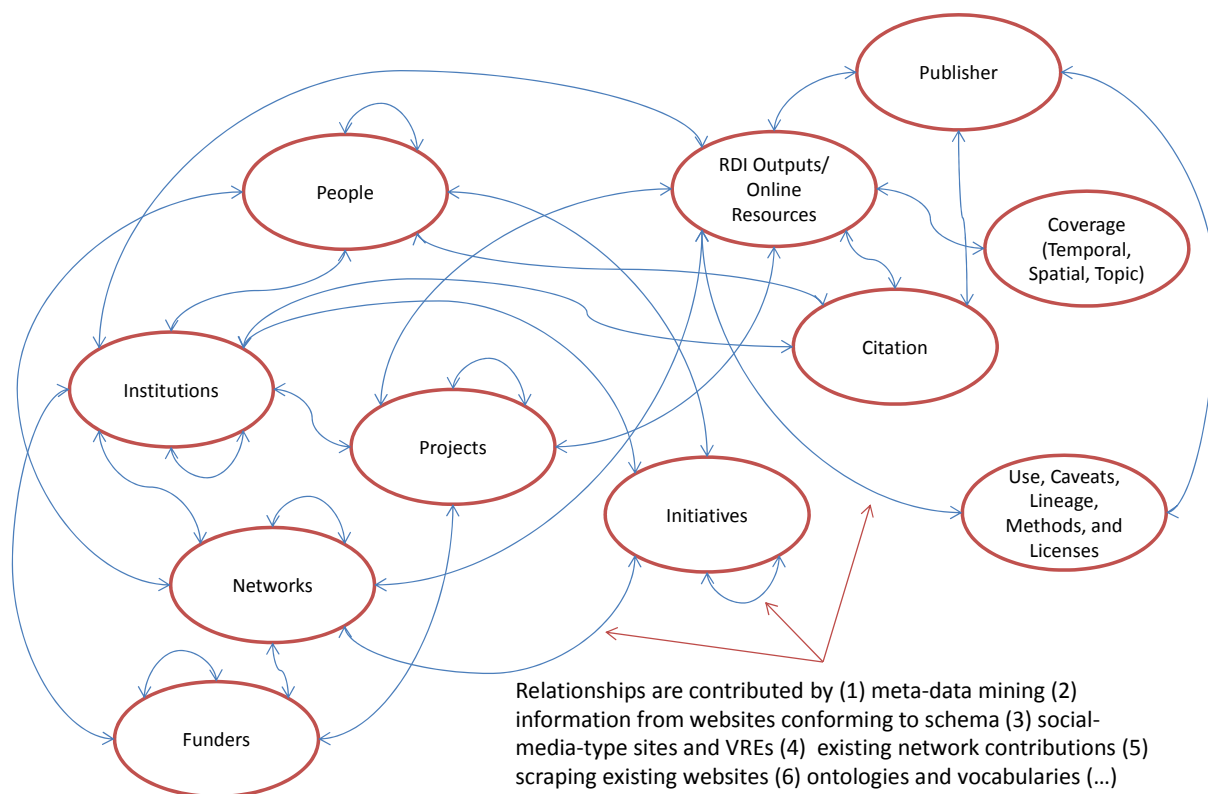 Publisher
People
RDI Outputs/
Online
Resources
Coverage
(Temporal,
Spatial, Topic)
Citation
Institutions
Projects
Use, Caveats,
Lineage,
Methods, and
Licenses
Initiatives
Networks
Funders
Relationships are contributed by (1) meta-data mining (2)
information from websites conforming to schema (3) social-
media-type sites and VREs (4)  existing network contributions (5)
scraping existing websites (6) ontologies and vocabularies (...)